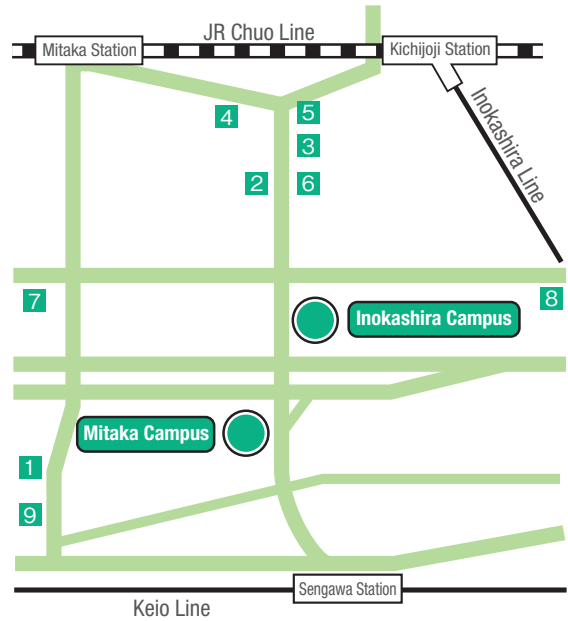 JR Chuo Line
Mitaka Station
Kichijoji Station
Inokashira Line
4
5
3
2
6
7
8
Inokashira Campus
Mitaka Campus
1
9
Sengawa Station
Keio Line